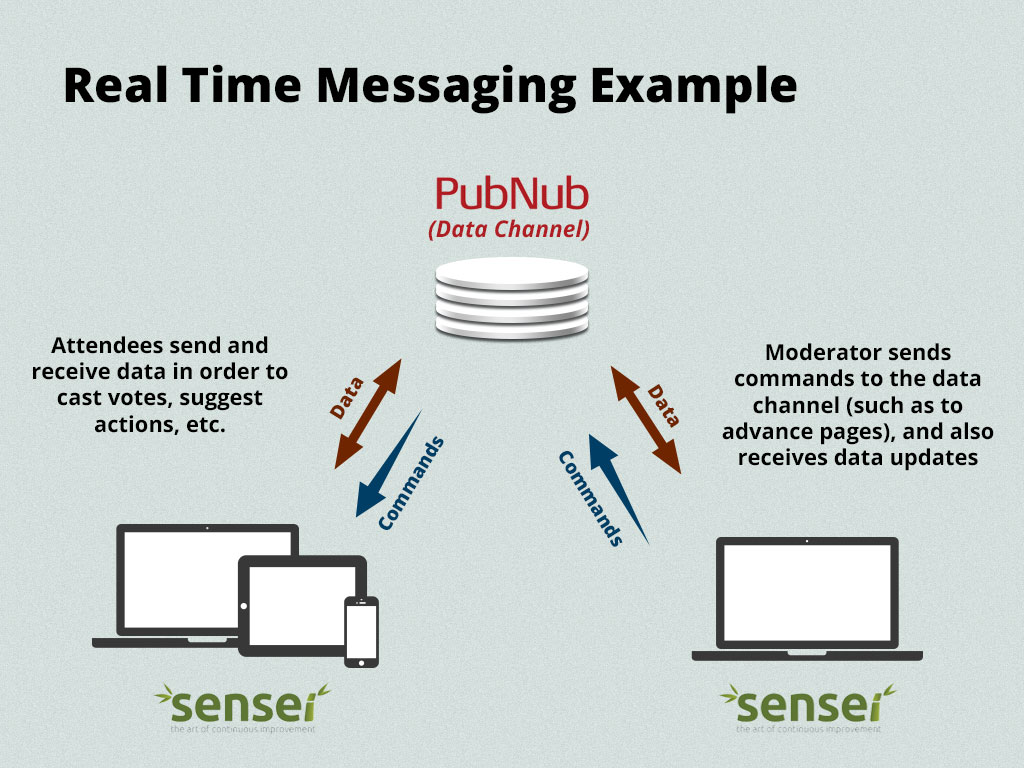 Real Time Messaging Example
PubNub
(Data Channel)
Attendees send and
receive data in order to
cast votes, suggest
actions, etc.
Data
Commands
Moderator sends
commands to the data
channel (such as to
advance pages), and also
receives data updates
Data
Commands
sensei
the art of continuous improvement
sensei
the art of continuous improvement